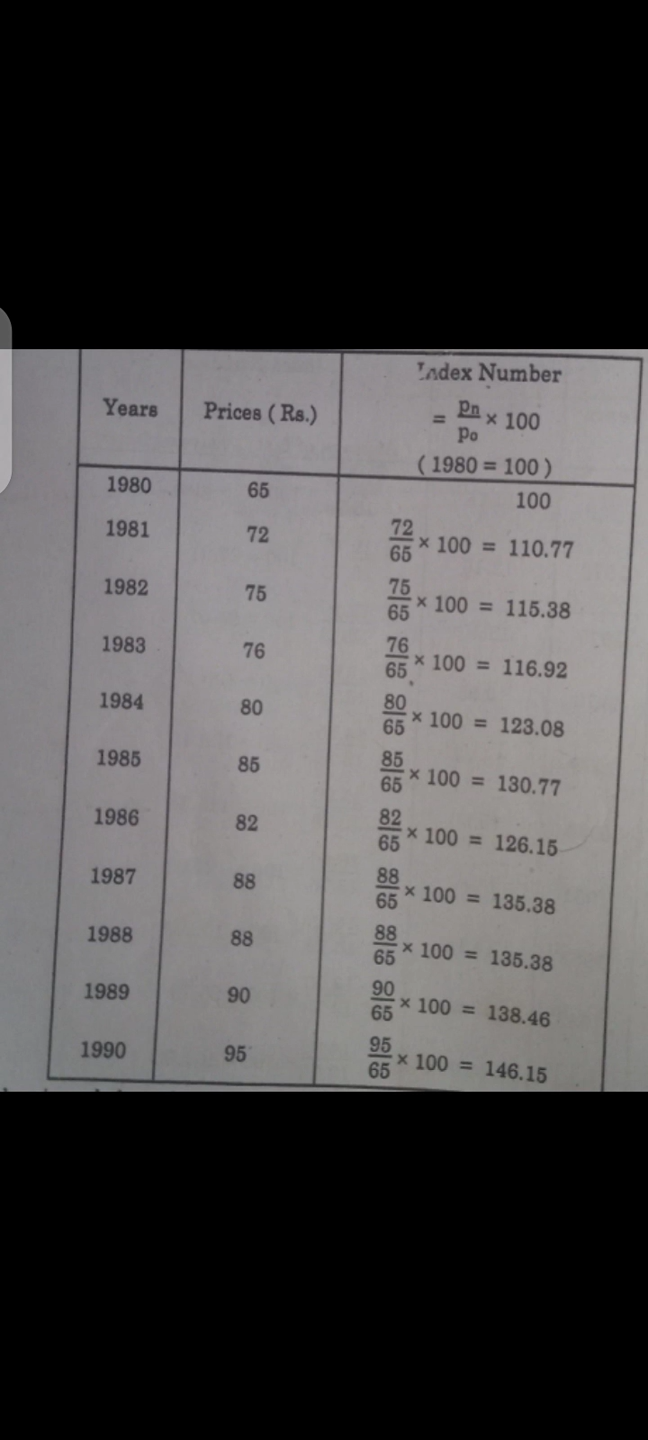 Index Number
Years Prices ( Rs.) = pn/po × 100
( 1980 = 100 )
1980 65 100
1981 72 72/65 × 100 = 110.77
1982 75 75/65 × 100 = 115.38
1983 76 76/65 × 100 = 116.92
1984 80 80/65 × 100 = 123.08
1985 85 85/65 × 100 = 130.77
1986 82 82/65 × 100 = 126.15
1987 88 88/65 × 100 = 135.38
1988 88 88/65 × 100 = 135.38
1989 90 90/65 × 100 = 138.46
1990 95 95/65 × 100 = 146.15